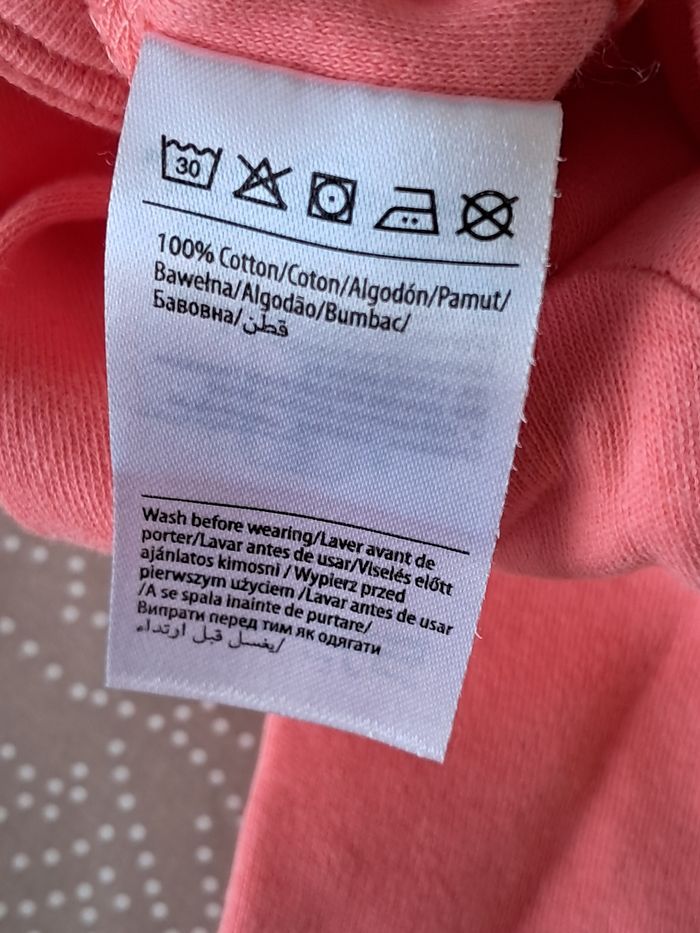 30
100% Cotton/Coton/Algodón/Pamut/
Bawełna/Algodão/Bumbac/
Бавовна/قطن
Wash before wearing/Laver avant de
porter/Lavar antes de usar/Viselés előtt
ajánlatos kimosni / Wypierz przed
pierwszym użyciem /Lavar antes de usar
/A se spala inainte de purtare/
Випрати перед тим як одягати
/يغسل قبل ارتداء